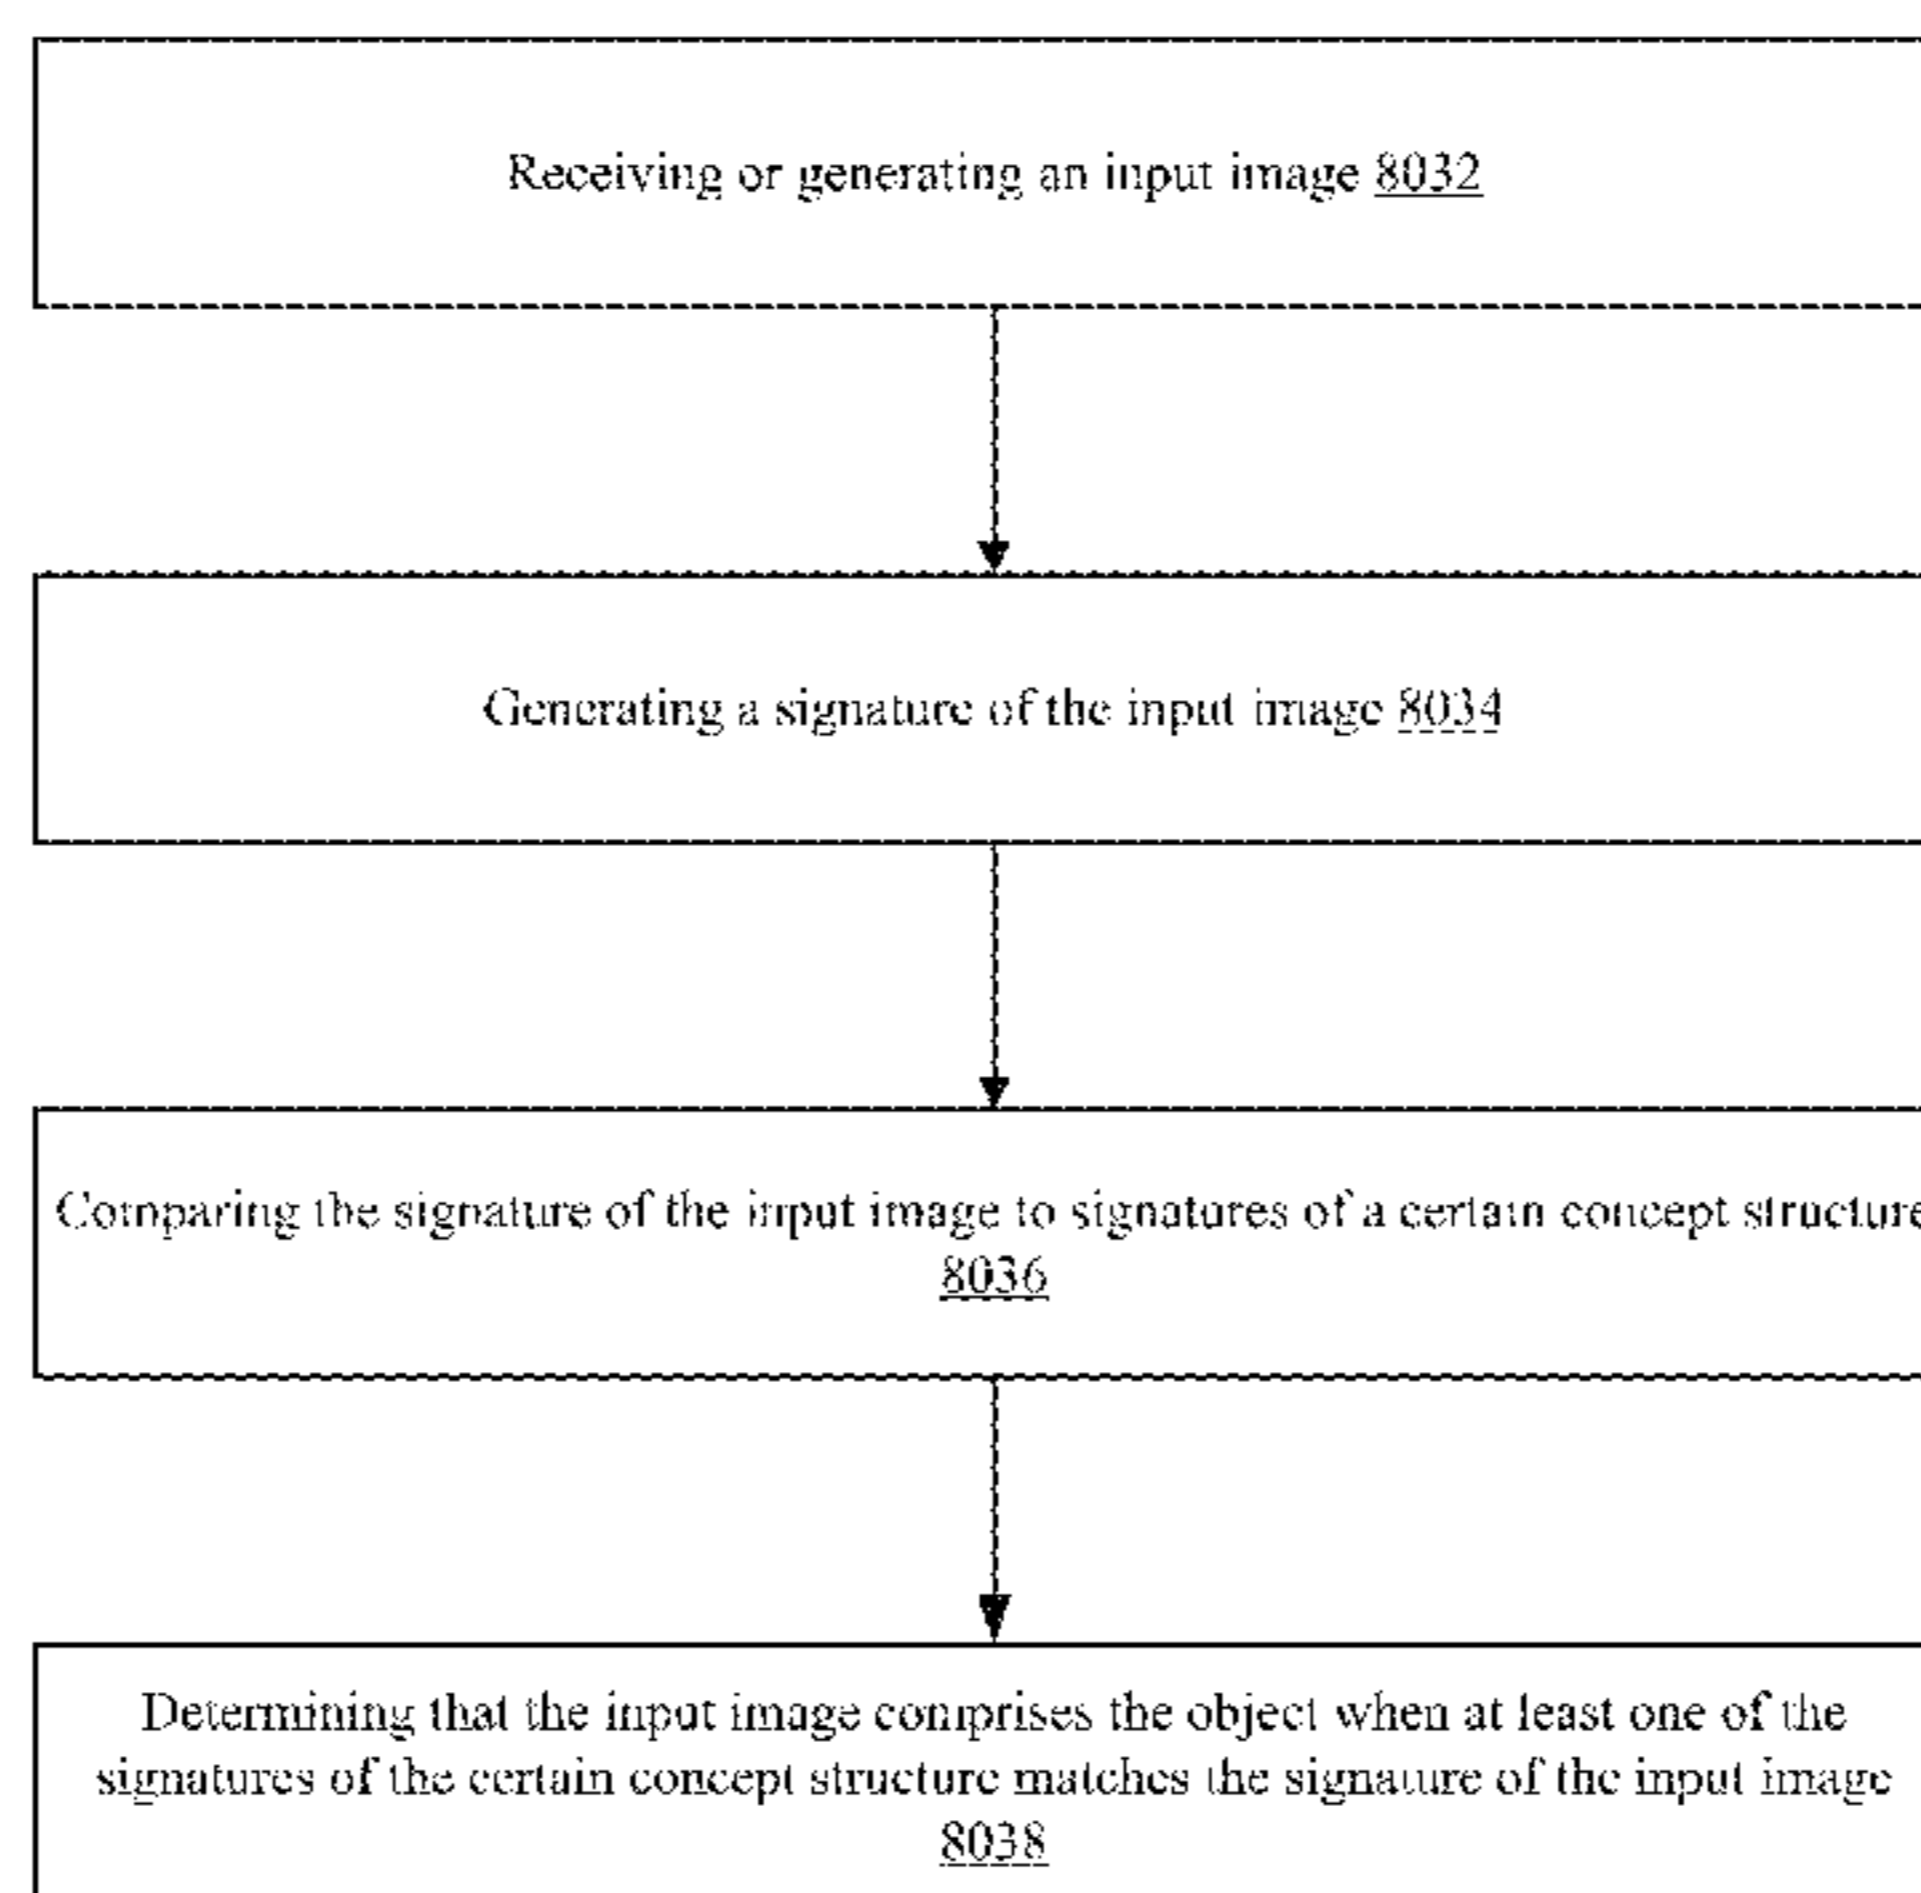 Receiving or generating an input image 8032
Generating a signature of the input image 8034
Comparing the signature of the input image to signatures of a certain concept structure
8036
Determining that the input image comprises the object when at least one of the
signatures of the certain concept structure matches the signature of the input image
8038